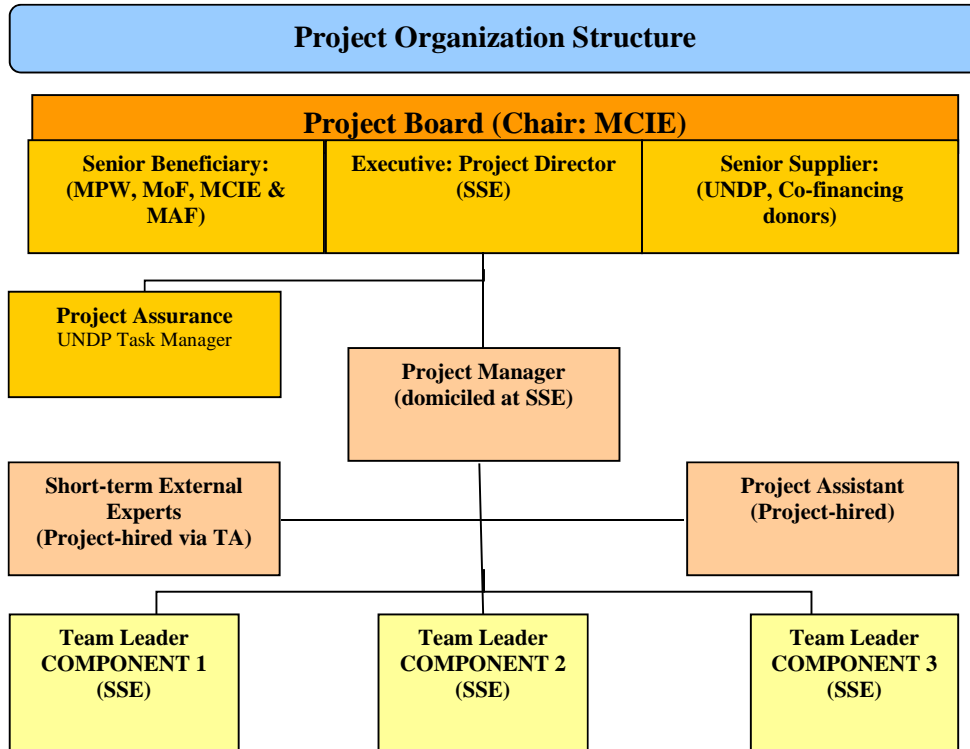 Project Organization Structure
Project Board (Chair: MCIE)
Senior Beneficiary:
(MPW, MoF, MCIE &
MAF)
Executive: Project Director
(SSE)
Senior Supplier:
(UNDP, Co-financing
donors)
Project Assurance
UNDP Task Manager
Project Manager
(domiciled at SSE)
Short-term External
Experts
(Project-hired via TA)
Project Assistant
(Project-hired)
Team Leader
COMPONENT 1
(SSE)
Team Leader
COMPONENT 2
(SSE)
Team Leader
COMPONENT 3
(SSE)